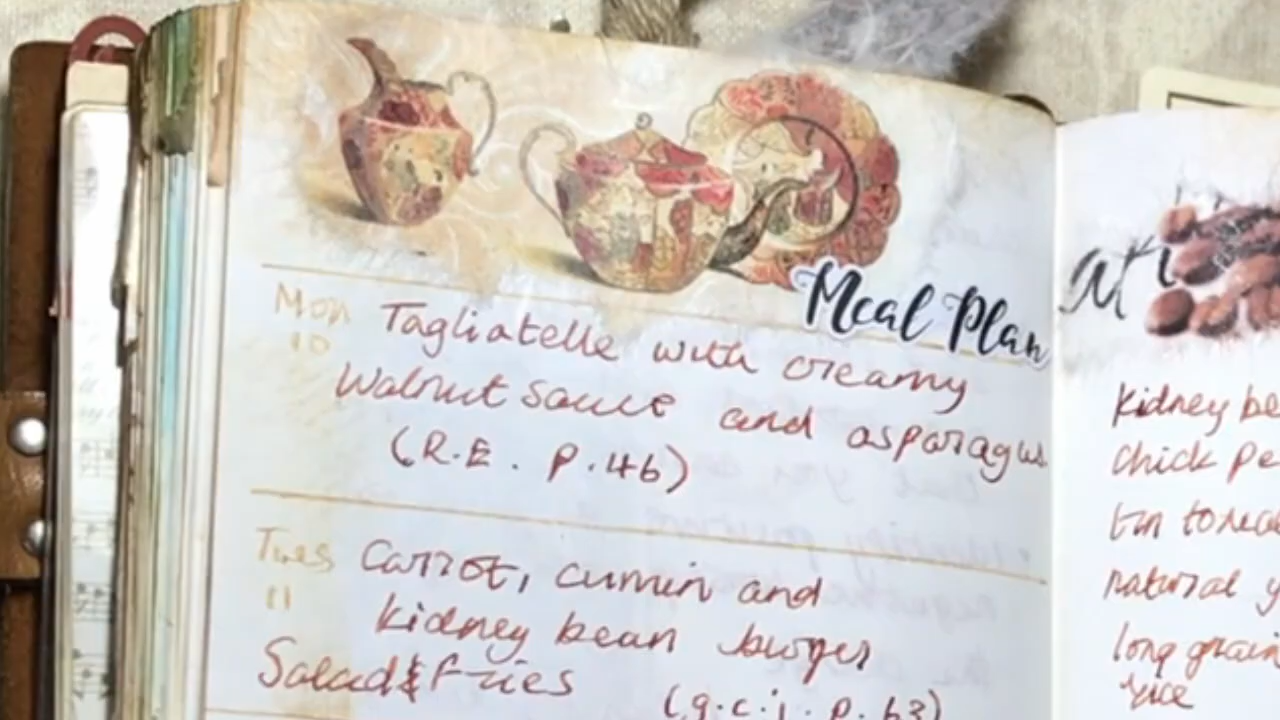 Meal Plan
Mon
10
Tagliatelle with creamy
Walnut Sauce and asparagus
(R.E. P.46)
Tues
11
Carrot, cumin and
kidney bean burger
Salad & fries
(g.c.i. p. 63)
kidney be
chick pe
tin
natural y
long grain
rice